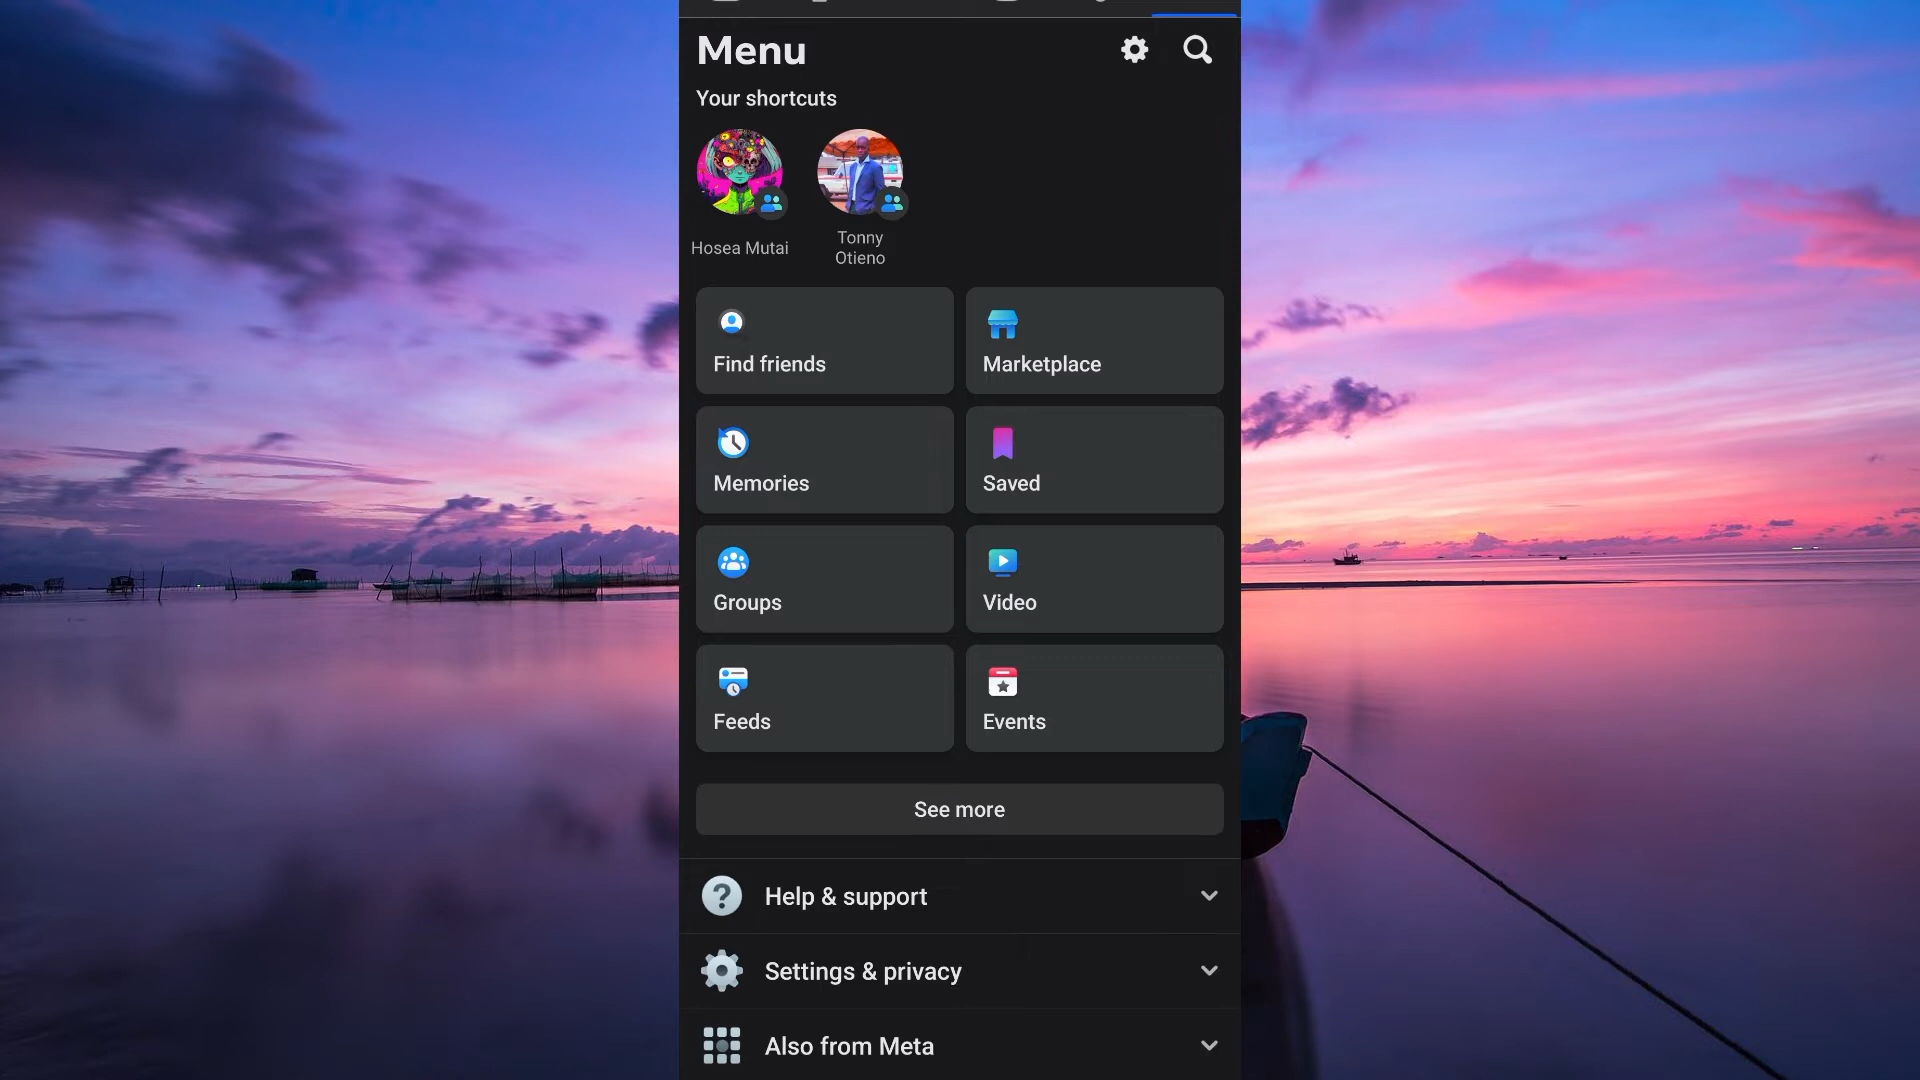 Menu
Your shortcuts
Hosea Mutai
Tonny
Otieno
Find friends
Marketplace
Memories
Saved
Groups
Video
Feeds
Events
See more
Help & support
Settings & privacy
Also from Meta